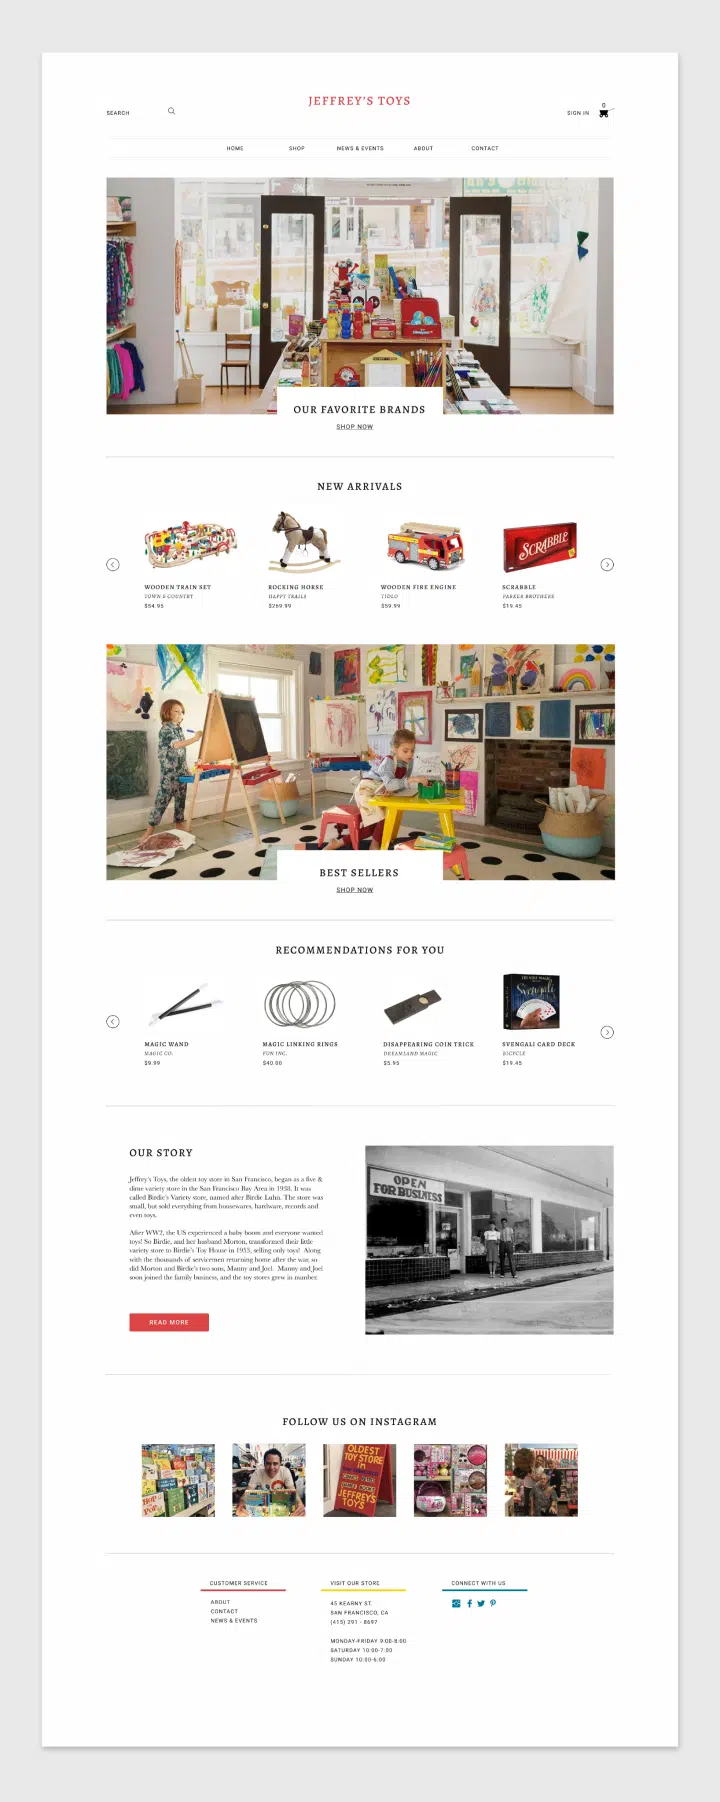 JEFFREY'S TOYS
SEARCH
SIGN IN
0
HOME
SHOP
NEWS & EVENTS
ABOUT
CONTACT
OUR FAVORITE BRANDS
SHOP NOW
NEW ARRIVALS
SCRABBLE
WOODEN TRAIN SET
TOWN & COUNTRY
$54.95
ROCKING HORSE
HAPPY TRAILS
$269.99
WOODEN FIRE ENGINE
TIDLO
$59.99
SCRABBLE
PARKER BROTHERS
$19.45
BEST SELLERS
SHOP NOW
RECOMMENDATIONS FOR YOU
Svengali
MAGIC WAND
MAGIC CO.
$9.99
MAGIC LINKING RINGS
FUN INC.
$40.00
DISAPPEARING COIN TRICK
DREAMLAND MAGIC
$5.95
SVENGALI CARD DECK
BICYCLE
$19.45
OUR STORY
Jeffrey's Toys, the oldest toy store in San Francisco, began as a five &
dime variety store in the San Francisco Bay Area in 1938. It was
called Birdie's Variety store, named after Birdie Luhn. The store was
small, but sold everything from housewares, hardware, records and
even toys.
After WW2, the US experienced a baby boom and everyone wanted
toys! So Birdie, and her husband Morton, transformed their little
variety store to Birdie's Toy House in 1953, selling only toys! Along
with the thousands of servicemen returning home after the war, so
did Morton and Birdie's two sons, Manny and Joel. Manny and Joel
soon joined the family business, and the toy stores grew in number.
READ MORE
OPEN
FOR BUSINESS
FOLLOW US ON INSTAGRAM
HOP
POP
OLDEST
TOY STORE
in
SAN FRANCISCO
JEFFREY'S
TOYS
CUSTOMER SERVICE
ABOUT
CONTACT
NEWS & EVENTS
VISIT OUR STORE
45 KEARNY ST.
SAN FRANCISCO, CA
(415) 291 - 8697
MONDAY-FRIDAY 9:00-8:00
SATURDAY 10:00-7:00
SUNDAY 10:00-6:00
CONNECT WITH US